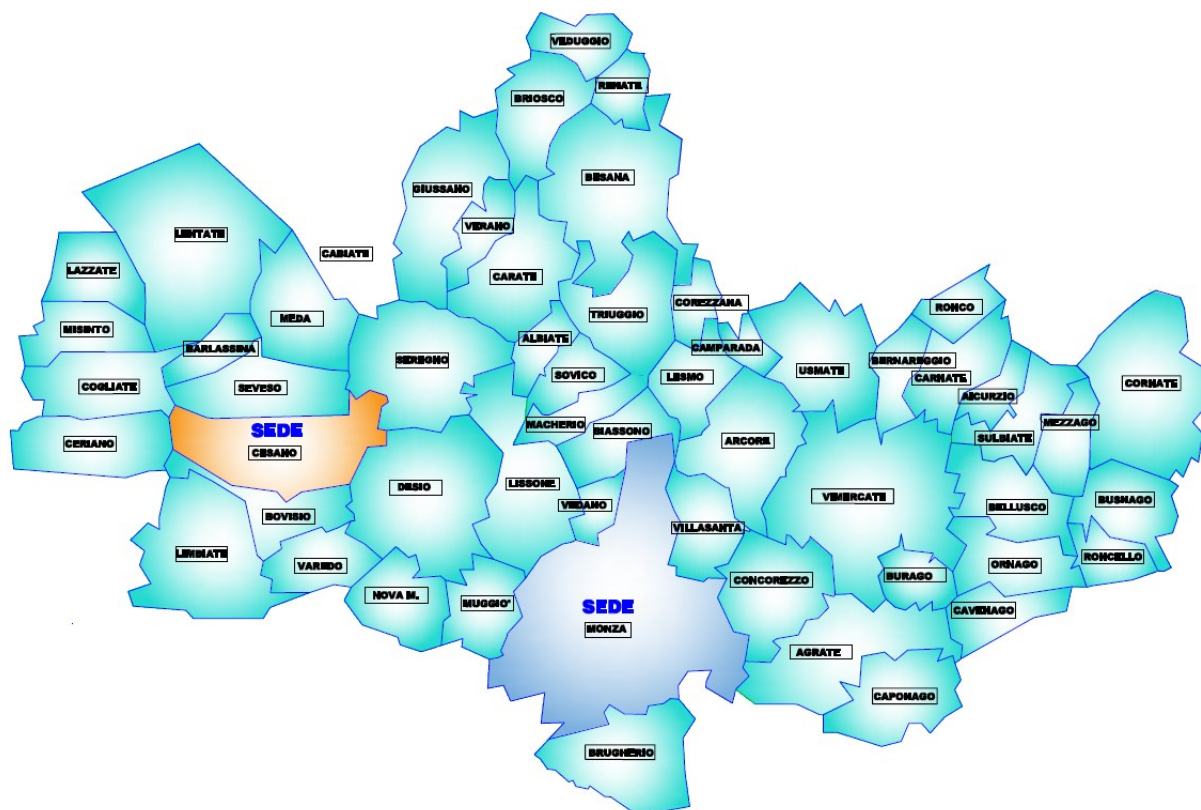 VEDUGGIO
RENATE
BRIOSCO
BESANA
GIUSSANO
VERANO
LENTATE
CABIATE
LAZZATE
CARATE
COREZZANA
RONCO
TRIUGGIO
MEDA
MISINTO
ALBIATE
CAMPARADA
BARLASSINA
SEREGNO
BERNAREGGIO
USMATE
SOVICO
LESMO
CARNATE
CORNATE
COGLIATE
SEVESO
AICURZIO
MEZZAGO
MACHERIO
BIASSONO
SEDE
SULBIATE
CERIANO
ARCORE
CESANO
LISSONE
DESIO
VEMERCATE
BUSNAGO
VEDANO
BELLUSCO
BOVISIO
VILLASANTA
LIMBIATE
RONCELLO
VAREDO
ORNAGO
BURAGO
CONCOREZZO
NOVA M.
MUGGIO'
SEDE
CAVENAGO
MONZA
AGRATE
CAPONAGO
BRUGHERIO